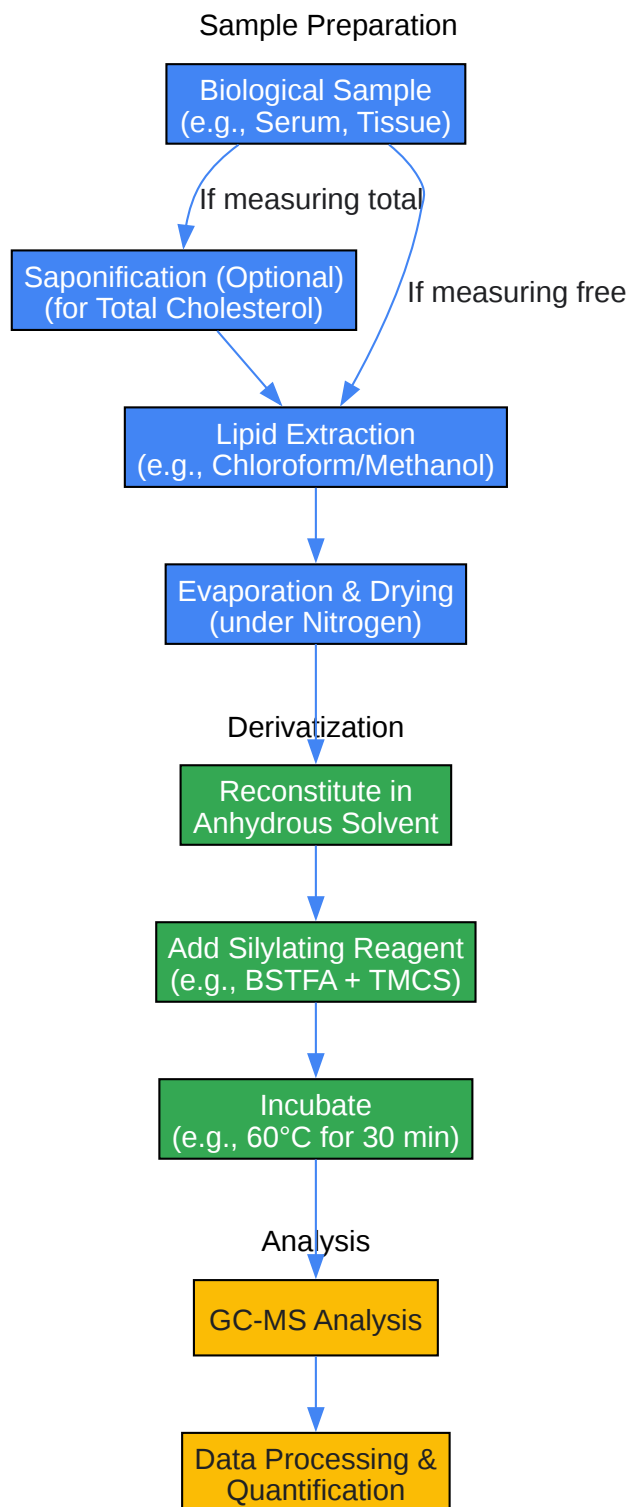 Sample Preparation
Biological Sample
(e.g., Serum, Tissue)
If measuring total
Saponification (Optional)
(for Total Cholesterol)
If measuring free
Lipid Extraction
(e.g., Chloroform/Methanol)
Evaporation & Drying
(under Nitrogen)
Derivatization
Reconstitute in
Anhydrous Solvent
Add Silylating Reagent
(e.g., BSTFA + TMCS)
Incubate
(e.g., 60°C for 30 min)
Analysis
GC-MS Analysis
Data Processing &
Quantification